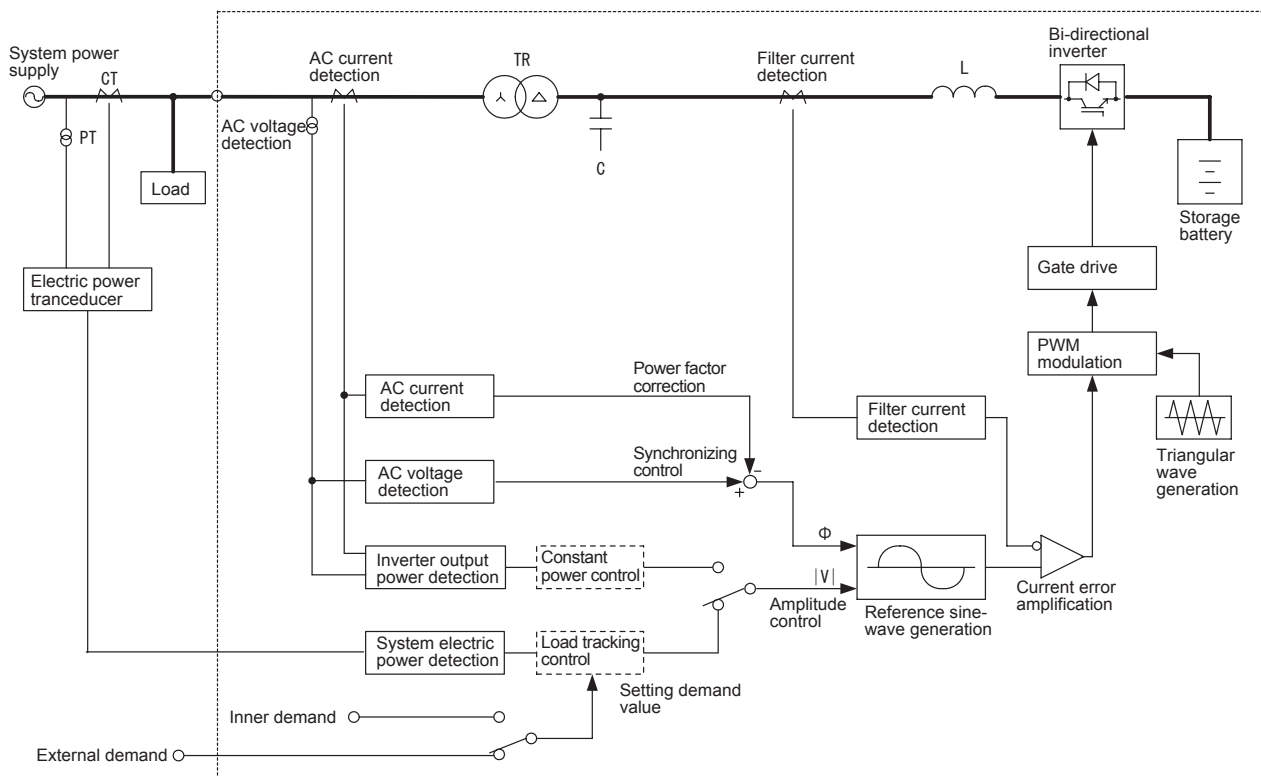 System power
supply
CT
PT
Load
AC current
detection
AC voltage
detection
TR
C
Filter current
detection
L
Bi-directional
inverter
Storage
battery
Electric power
tranceducer
Gate drive
PWM
modulation
Triangular
wave
generation
AC current
detection
Power factor
correction
Filter current
detection
AC voltage
detection
Synchronizing
control
−
+
Φ
|V|
Inverter output
power detection
Constant
power control
Amplitude
control
Reference sine-
wave generation
Current error
amplification
System electric
power detection
Load tracking
control
Setting demand
value
Inner demand
External demand